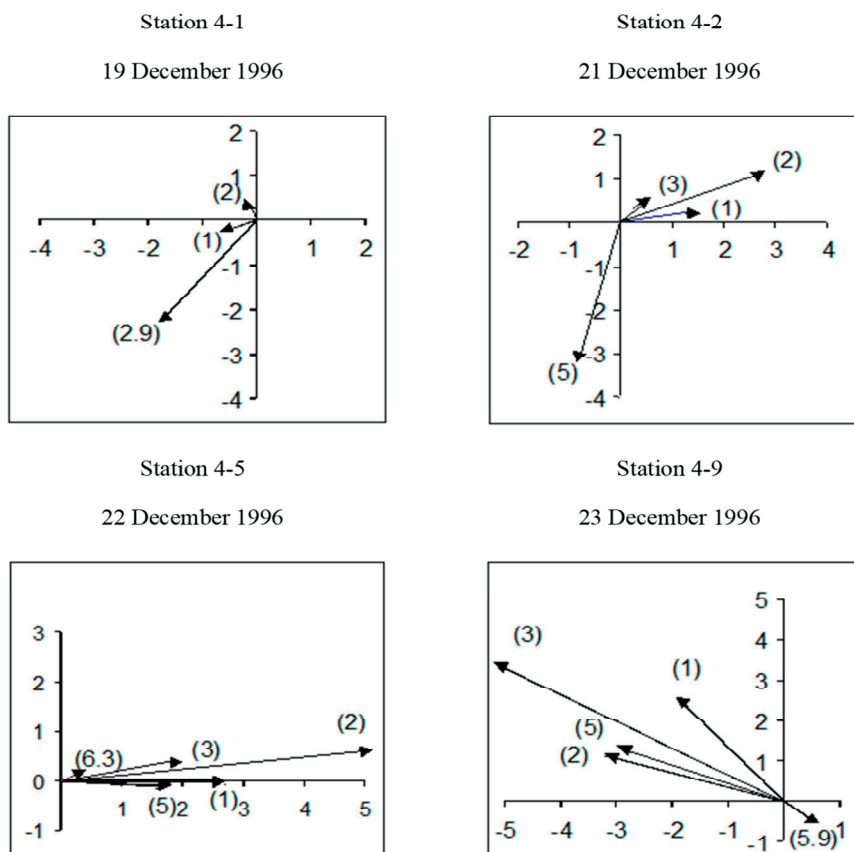 Station 4-1
19 December 1996
2
1
(2)
-4 -3 -2 (1) 1 2
-1
-2
(2.9)
-3
-4
Station 4-2
21 December 1996
2
(2)
1
(3)
(1)
-2 -1 1 2 3 4
-1
-2
-3
(5)
-4
Station 4-5
22 December 1996
3
2
(2)
1
(6.3) (3)
0
1 (5) 2 (1) 3 4 5
-1
Station 4-9
23 December 1996
5
4
(3)
3
(1)
2
(5)
(2)
1
-5 -4 -3 -2 -1 -1 (5.9) 1